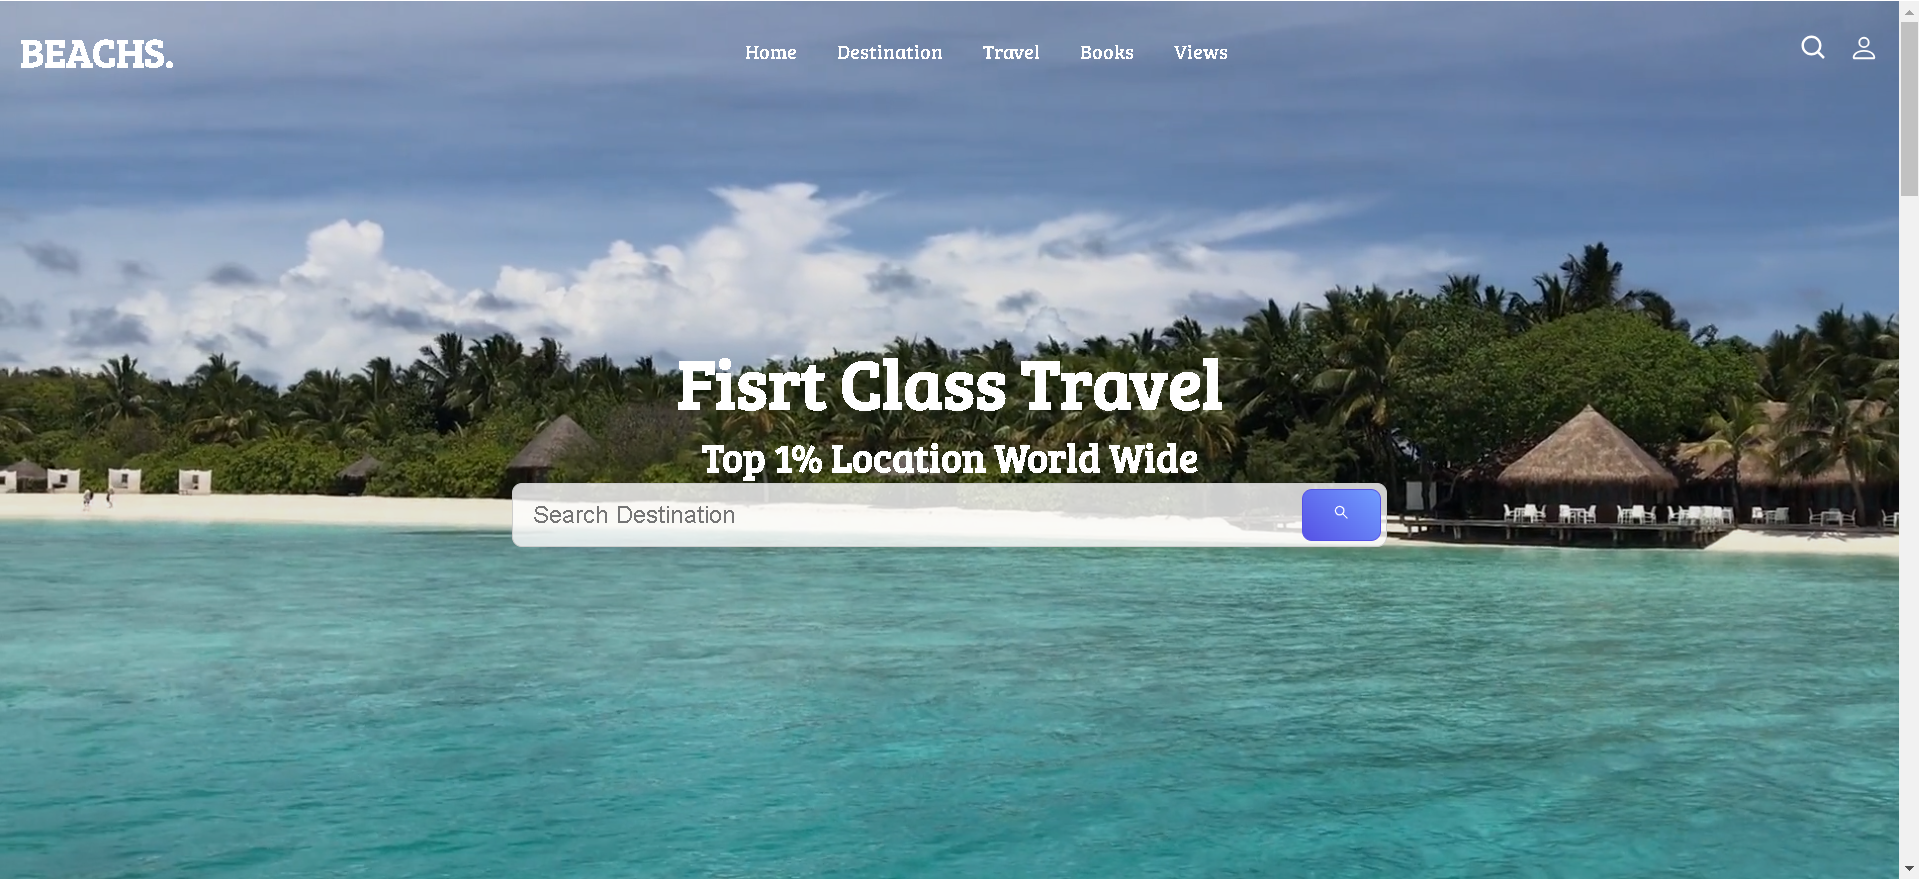 BEACHS.
Home Destination Travel Books Views
Fisrt Class Travel
Top 1% Location World Wide
Search Destination